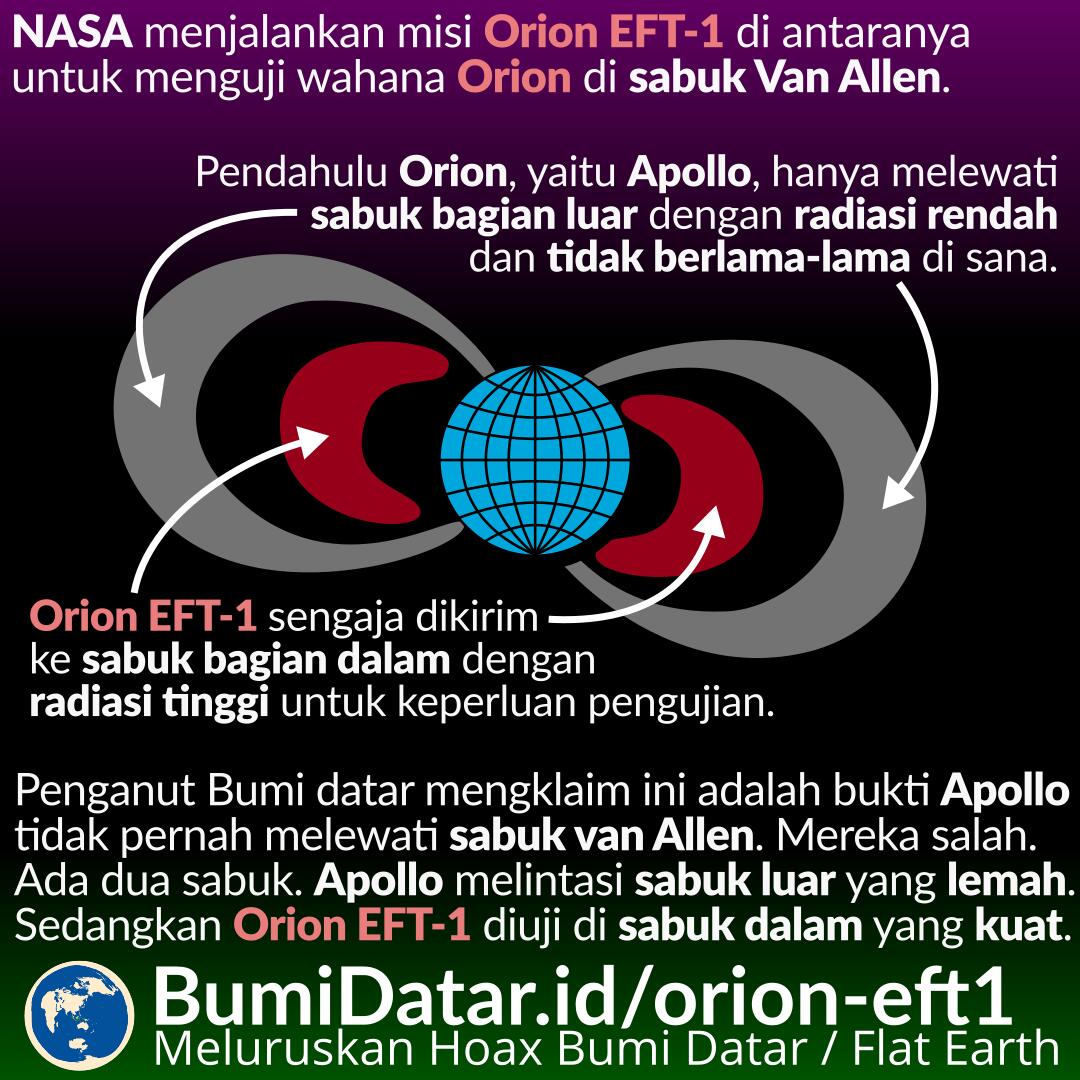 NASA menjalankan misi Orion EFT-1 di antaranya
untuk menguji wahana Orion di sabuk Van Allen.
Pendahulu Orion, yaitu Apollo, hanya melewati
sabuk bagian luar dengan radiasi rendah
dan tidak berlama-lama di sana.
Orion EFT-1 sengaja dikirim
ke sabuk bagian dalam dengan
radiasi tinggi untuk keperluan pengujian.
Penganut Bumi datar mengklaim ini adalah bukti Apollo
tidak pernah melewati sabuk van Allen. Mereka salah.
Ada dua sabuk. Apollo melintasi sabuk luar yang lemah.
Sedangkan Orion EFT-1 diuji di sabuk dalam yang kuat.
BumiDatar.id/orion-eft1
Meluruskan Hoax Bumi Datar / Flat Earth